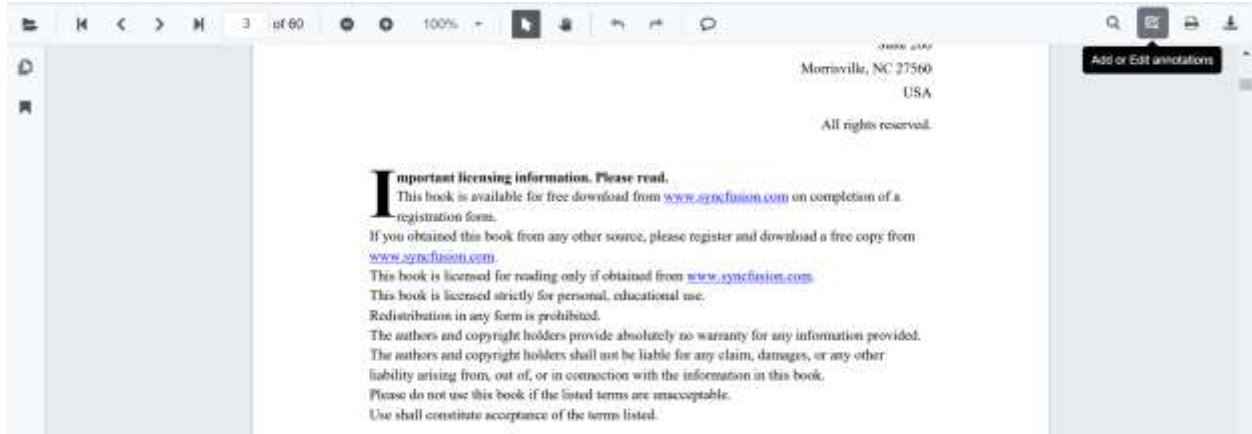 3 of 60 100%
Add or Edit annotations
Suite 200
Morrisville, NC 27560
USA
All rights reserved.
Important licensing information. Please read.
This book is available for free download from www.syncfusion.com on completion of a
registration form.
If you obtained this book from any other source, please register and download a free copy from
www.syncfusion.com.
This book is licensed for reading only if obtained from www.syncfusion.com.
This book is licensed strictly for personal, educational use.
Redistribution in any form is prohibited.
The authors and copyright holders provide absolutely no warranty for any information provided.
The authors and copyright holders shall not be liable for any claim, damages, or any other
liability arising from, out of, or in connection with the information in this book.
Please do not use this book if the listed terms are unacceptable.
Use shall constitute acceptance of the terms listed.